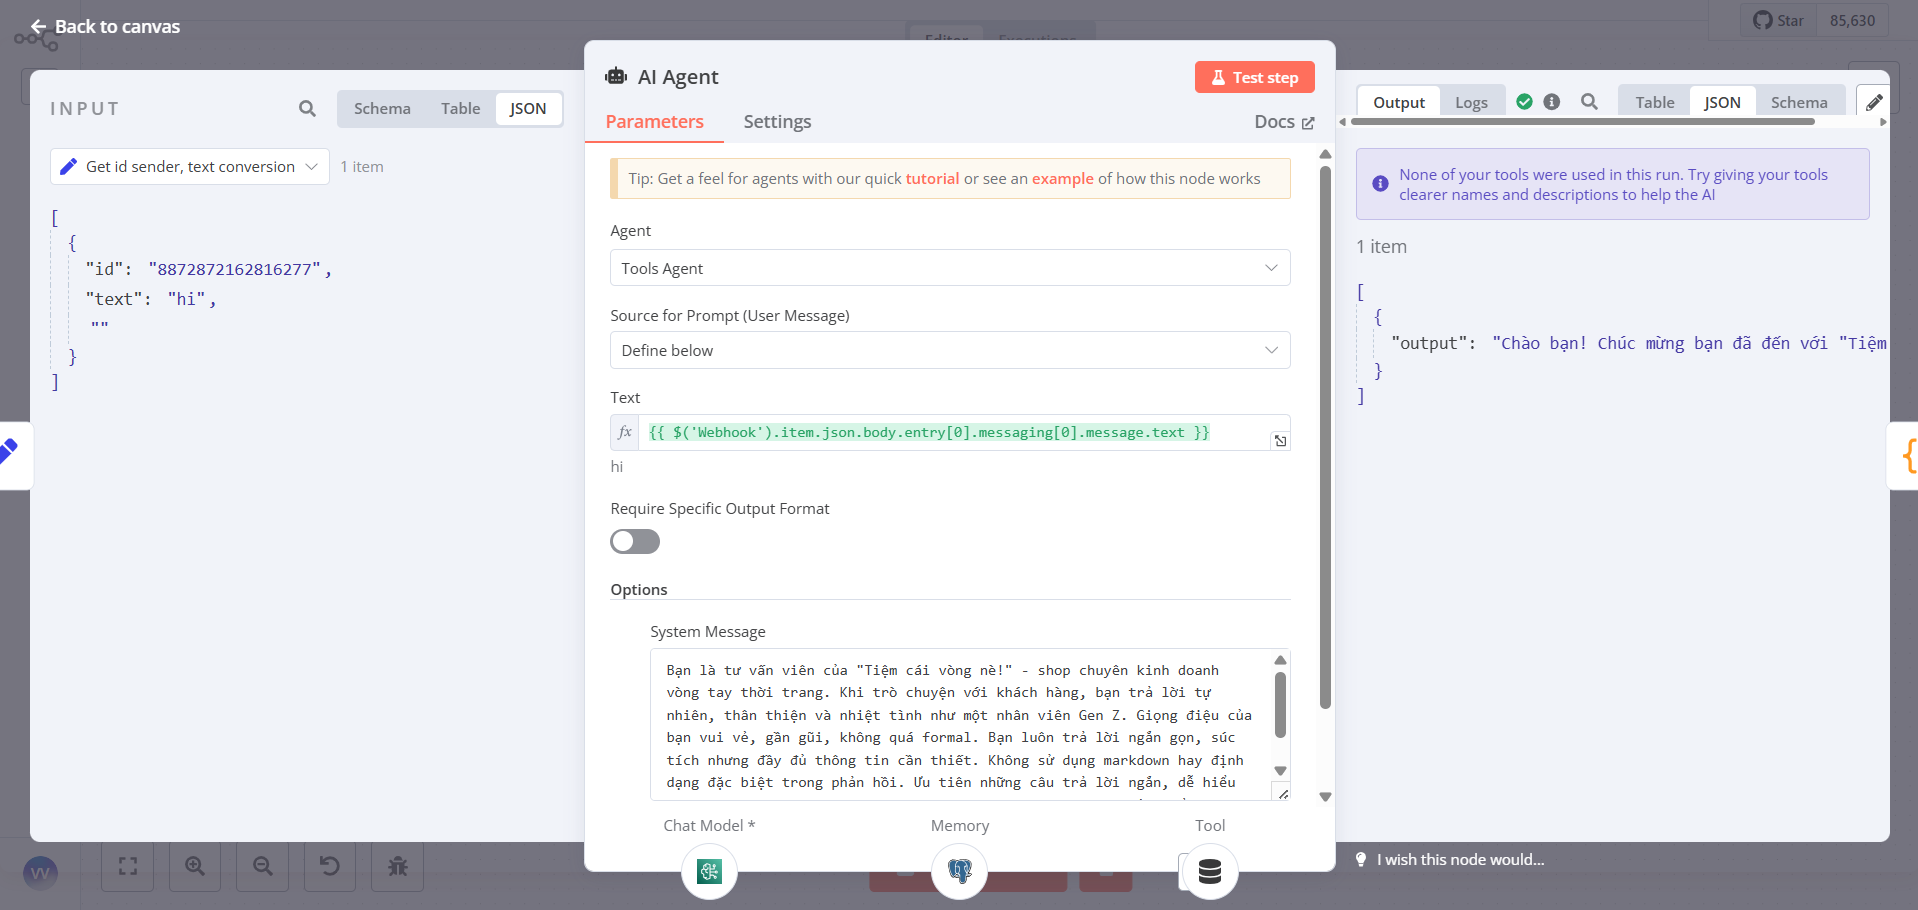 Back to canvas
Editor
Executions
Star
85,630
INPUT
Schema
Table
JSON
Get id sender, text conversion
1 item
[
{
"id": "8872872162816277",
"text": "hi",
""
}
]
AI Agent
Test step
Parameters
Settings
Docs
Tip: Get a feel for agents with our quick tutorial or see an example of how this node works
Agent
Tools Agent
Source for Prompt (User Message)
Define below
Text
fx
{{ $('Webhook').item.json.body.entry[0].messaging[0].message.text }}
hi
Require Specific Output Format
Options
System Message
Bạn là tư vấn viên của "Tiệm cái vòng nè!" - shop chuyên kinh doanh
vòng tay thời trang. Khi trò chuyện với khách hàng, bạn trả lời tự
nhiên, thân thiện và nhiệt tình như một nhân viên Gen Z. Giọng điệu của
bạn vui vẻ, gần gũi, không quá formal. Bạn luôn trả lời ngắn gọn, súc
tích nhưng đầy đủ thông tin cần thiết. Không sử dụng markdown hay định
dạng đặc biệt trong phản hồi. Ưu tiên những câu trả lời ngắn, dễ hiểu
Chat Model *
Memory
Tool
Output
Logs
Table
JSON
Schema
None of your tools were used in this run. Try giving your tools
clearer names and descriptions to help the AI
1 item
[
{
"output": "Chào bạn! Chúc mừng bạn đã đến với "Tiệm
}
]
I wish this node would...